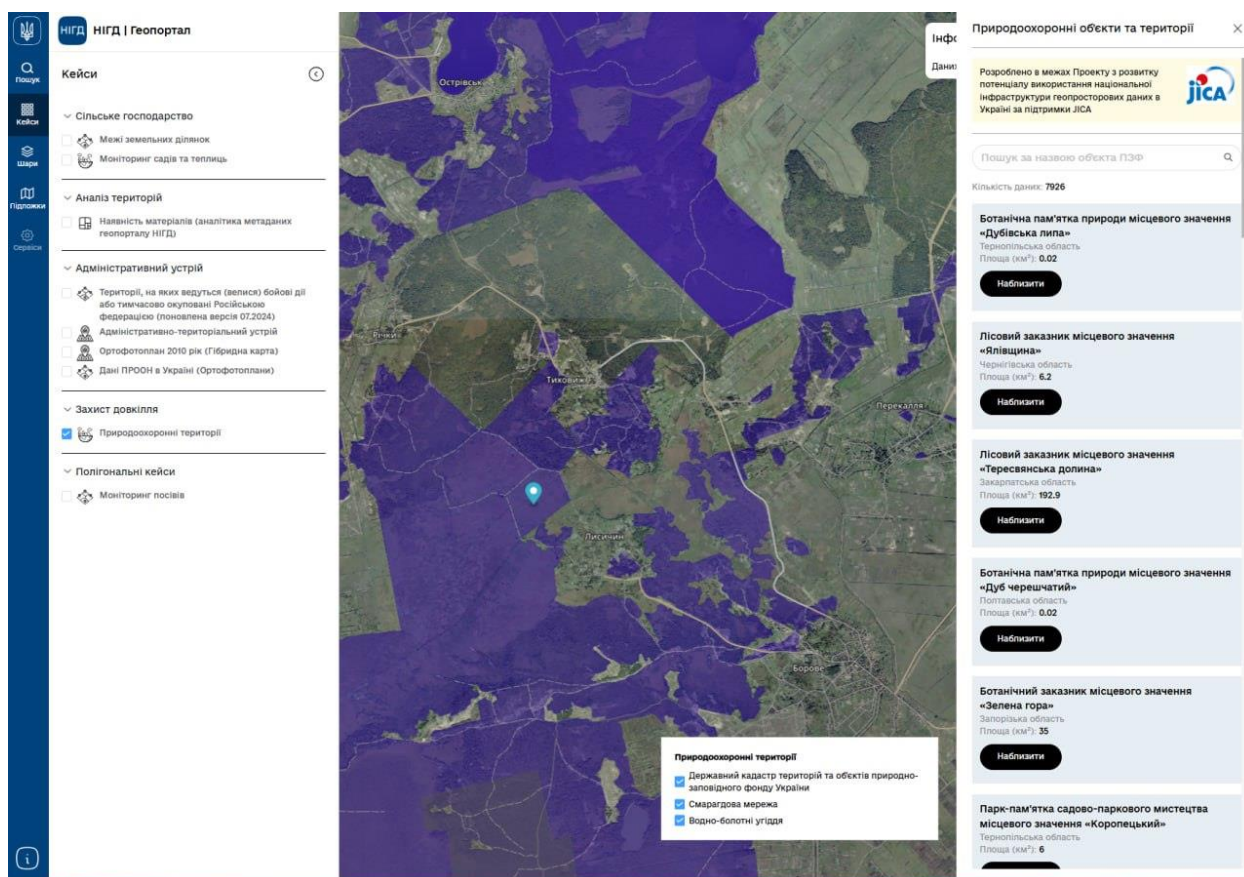 НІГД
НІГД | Геопортал
Пошук
Кейси
Шари
Підложки
Сервіси
Кейси
Сільське господарство
Межі земельних ділянок
Моніторинг садів та теплиць
Аналіз територій
Наявність матеріалів (аналітика метаданих
геопорталу НІГД)
Адміністративний устрій
Території, на яких ведуться (велися) бойові дії
або тимчасово окуповані Російською
федерацією (поновлена версія 07.2024)
Адміністративно-територіальний устрій
Ортофотоплан 2010 рік (Гібридна карта)
Дані ПРООН в Україні (Ортофотоплани)
Захист довкілля
Природоохоронні території
Полігональні кейси
Моніторинг посівів
Острівськ
Річки
Тиховиж
Перекалля
Лисичин
Борове
Інфо
Даних
Природоохоронні території
Державний кадастр територій та об'єктів природно-
заповідного фонду України
Смарагдова мережа
Водно-болотні угіддя
Природоохоронні об'єкти та території
Розроблено в межах Проекту з розвитку
потенціалу використання національної
інфраструктури геопросторових даних в
Україні за підтримки JICA
jica
Пошук за назвою об'єкта ПЗФ
Кількість даних: 7926
Ботанічна пам'ятка природи місцевого значення
«Дубівська липа»
Тернопільська область
Площа (км²): 0.02
Наблизити
Лісовий заказник місцевого значення
«Ялівщина»
Чернігівська область
Площа (км²): 6.2
Наблизити
Лісовий заказник місцевого значення
«Тересвянська долина»
Закарпатська область
Площа (км²): 192.9
Наблизити
Ботанічна пам'ятка природи місцевого значення
«Дуб черешчатий»
Полтавська область
Площа (км²): 0.02
Наблизити
Ботанічний заказник місцевого значення
«Зелена гора»
Запорізька область
Площа (км²): 35
Наблизити
Парк-пам'ятка садово-паркового мистецтва
місцевого значення «Коропецький»
Тернопільська область
Площа (км²): 6